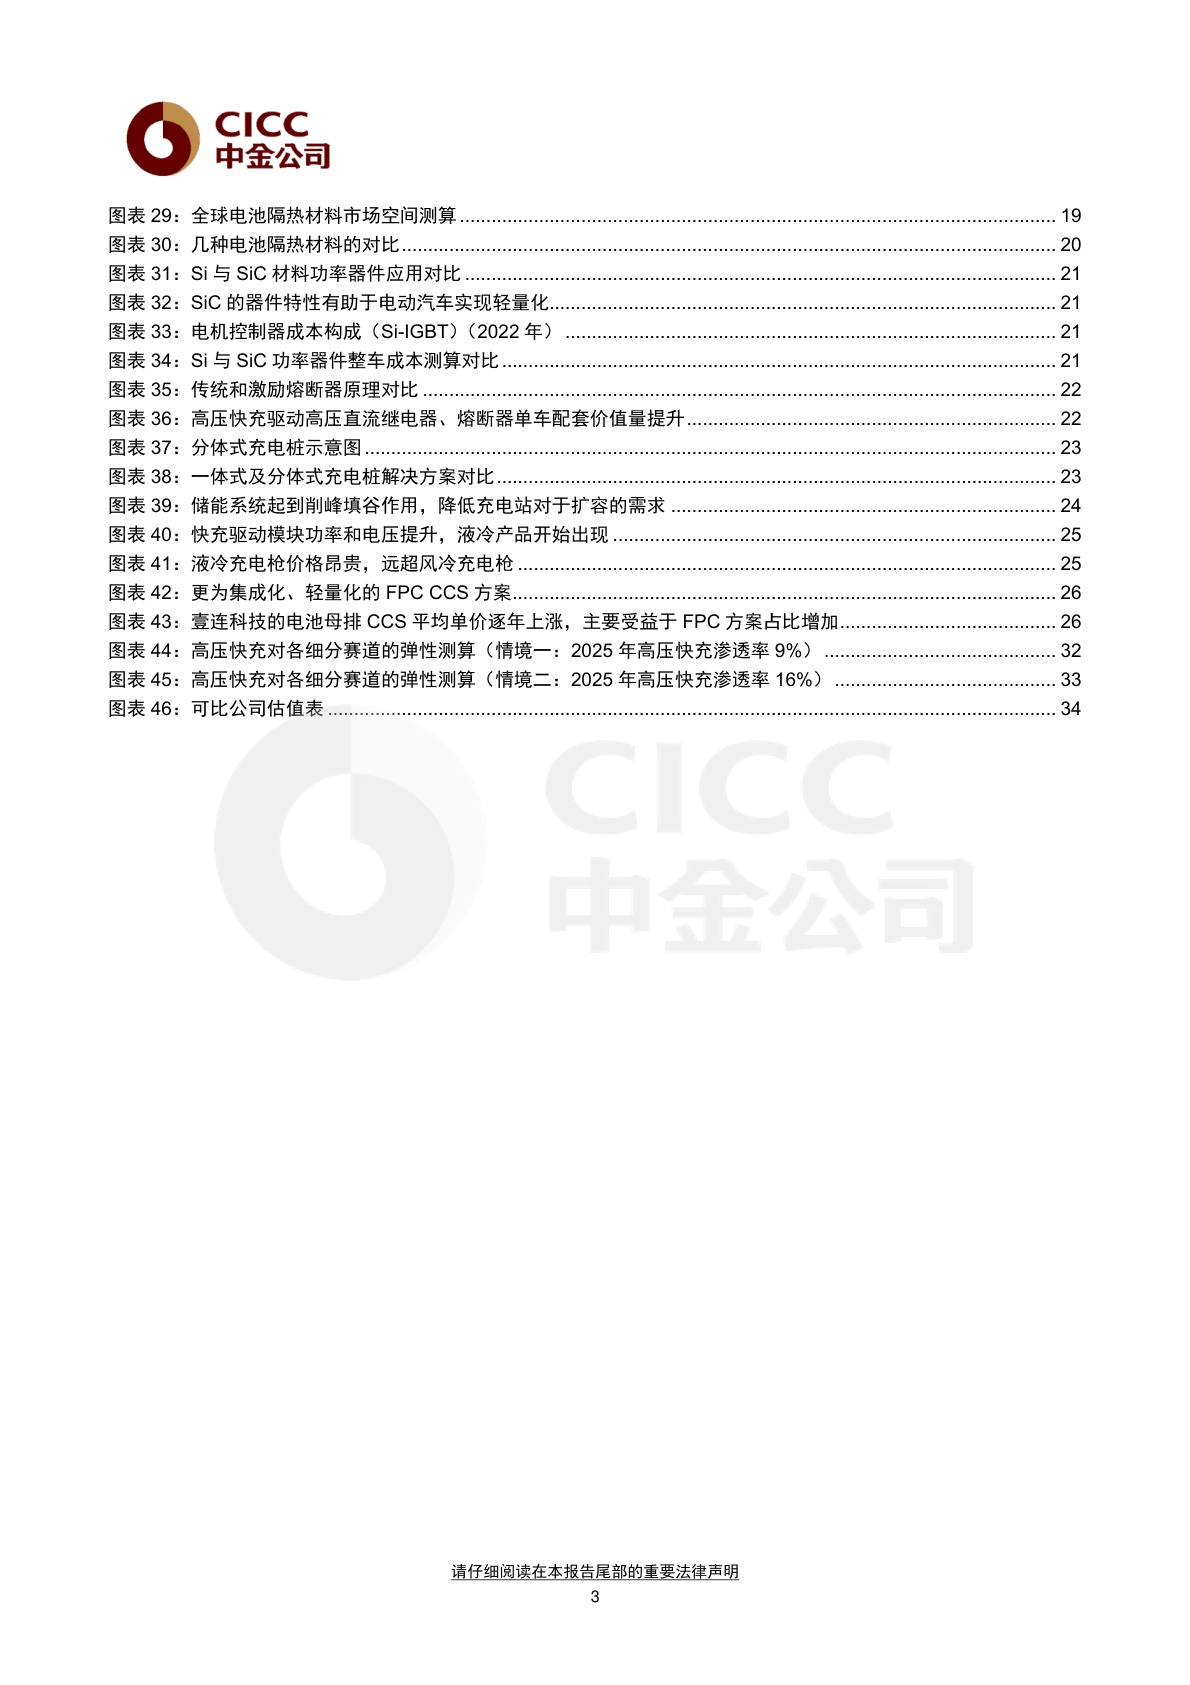 CICC
中金公司
图表 29：全球电池隔热材料市场空间测算 ........ 19
图表 30：几种电池隔热材料的对比 ........ 20
图表 31：Si 与 SiC 材料功率器件应用对比 ........ 21
图表 32：SiC 的器件特性有助于电动汽车实现轻量化 ........ 21
图表 33：电机控制器成本构成（Si-IGBT）（2022 年） ........ 21
图表 34：Si 与 SiC 功率器件整车成本测算对比 ........ 21
图表 35：传统和激励熔断器原理对比 ........ 22
图表 36：高压快充驱动高压直流继电器、熔断器单车配套价值量提升 ........ 22
图表 37：分体式充电桩示意图 ........ 23
图表 38：一体式及分体式充电桩解决方案对比 ........ 23
图表 39：储能系统起到削峰填谷作用，降低充电站对于扩容的需求 ........ 24
图表 40：快充驱动模块功率和电压提升，液冷产品开始出现 ........ 25
图表 41：液冷充电枪价格昂贵，远超风冷充电枪 ........ 25
图表 42：更为集成化、轻量化的 FPC CCS 方案 ........ 26
图表 43：壹连科技的电池母排 CCS 平均单价逐年上涨，主要受益于 FPC 方案占比增加 ........ 26
图表 44：高压快充对各细分赛道的弹性测算（情境一：2025 年高压快充渗透率 9%） ........ 32
图表 45：高压快充对各细分赛道的弹性测算（情境二：2025 年高压快充渗透率 16%） ........ 33
图表 46：可比公司估值表 ........ 34
CICC
中金公司
请仔细阅读在本报告尾部的重要法律声明
3